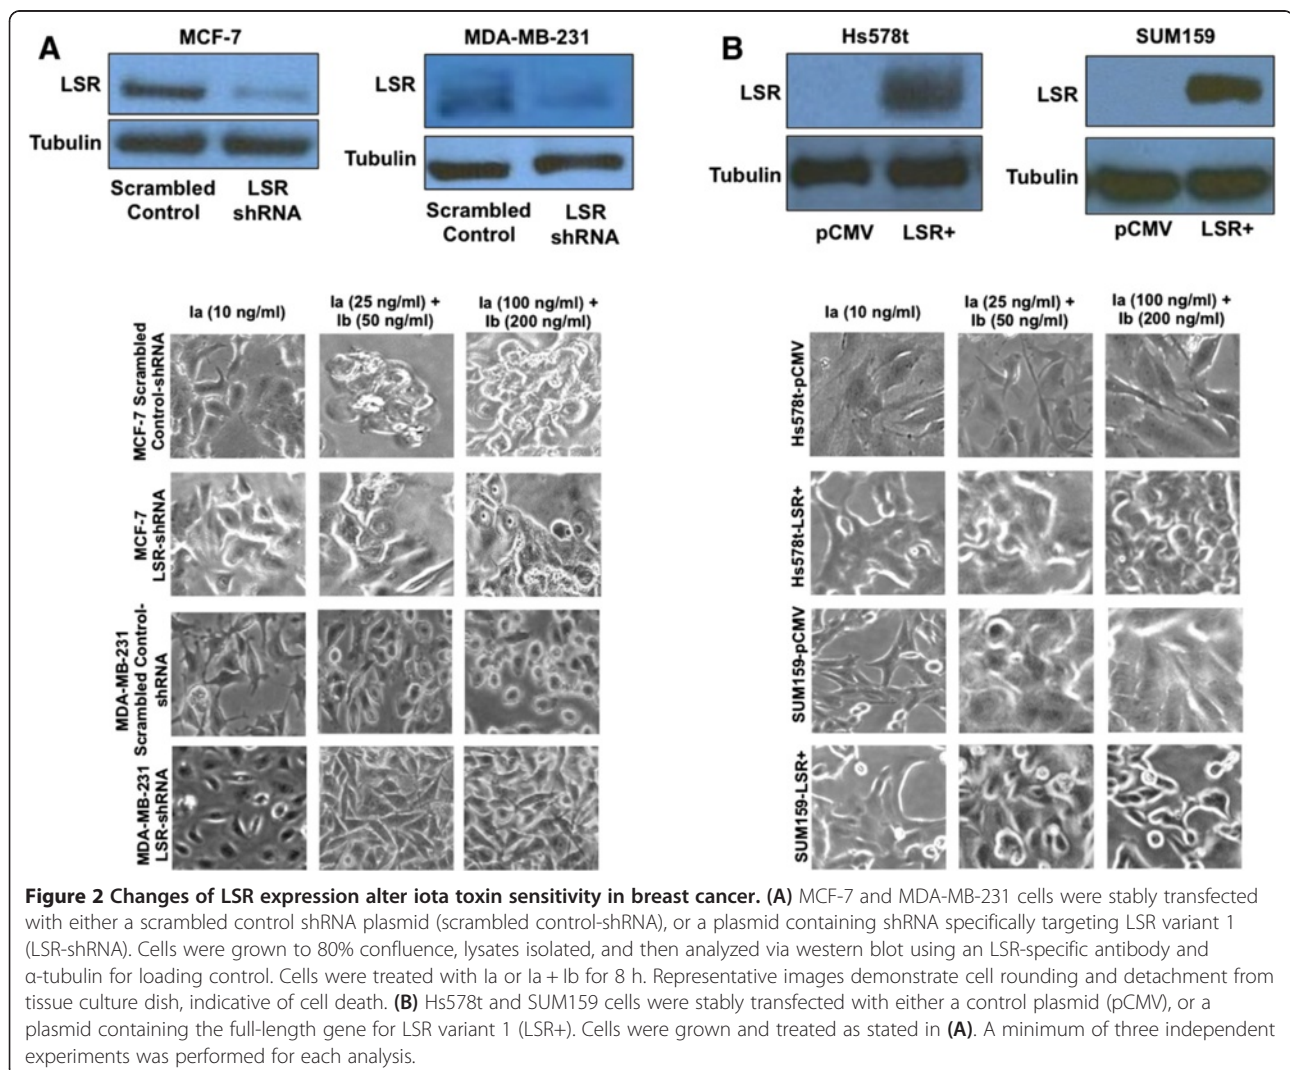 A
MCF-7
LSR
Tubulin
Scrambled
Control
LSR
shRNA
MDA-MB-231
LSR
Tubulin
Scrambled
Control
LSR
shRNA
B
Hs578t
LSR
Tubulin
pCMV
LSR+
SUM159
LSR
Tubulin
pCMV
LSR+
Ia (10 ng/ml)
Ia (25 ng/ml) +
Ib (50 ng/ml)
Ia (100 ng/ml) +
Ib (200 ng/ml)
MCF-7 Scrambled
Control-shRNA
MCF-7
LSR-shRNA
MDA-MB-231
Scrambled Control-
shRNA
MDA-MB-231
LSR-shRNA
Ia (10 ng/ml)
Ia (25 ng/ml) +
Ib (50 ng/ml)
Ia (100 ng/ml) +
Ib (200 ng/ml)
Hs578t-pCMV
Hs578t-LSR+
SUM159-pCMV
SUM159-LSR+
Figure 2 Changes of LSR expression alter iota toxin sensitivity in breast cancer. (A) MCF-7 and MDA-MB-231 cells were stably transfected
with either a scrambled control shRNA plasmid (scrambled control-shRNA), or a plasmid containing shRNA specifically targeting LSR variant 1
(LSR-shRNA). Cells were grown to 80% confluence, lysates isolated, and then analyzed via western blot using an LSR-specific antibody and
α-tubulin for loading control. Cells were treated with Ia or Ia + Ib for 8 h. Representative images demonstrate cell rounding and detachment from
tissue culture dish, indicative of cell death. (B) Hs578t and SUM159 cells were stably transfected with either a control plasmid (pCMV), or a
plasmid containing the full-length gene for LSR variant 1 (LSR+). Cells were grown and treated as stated in (A). A minimum of three independent
experiments was performed for each analysis.